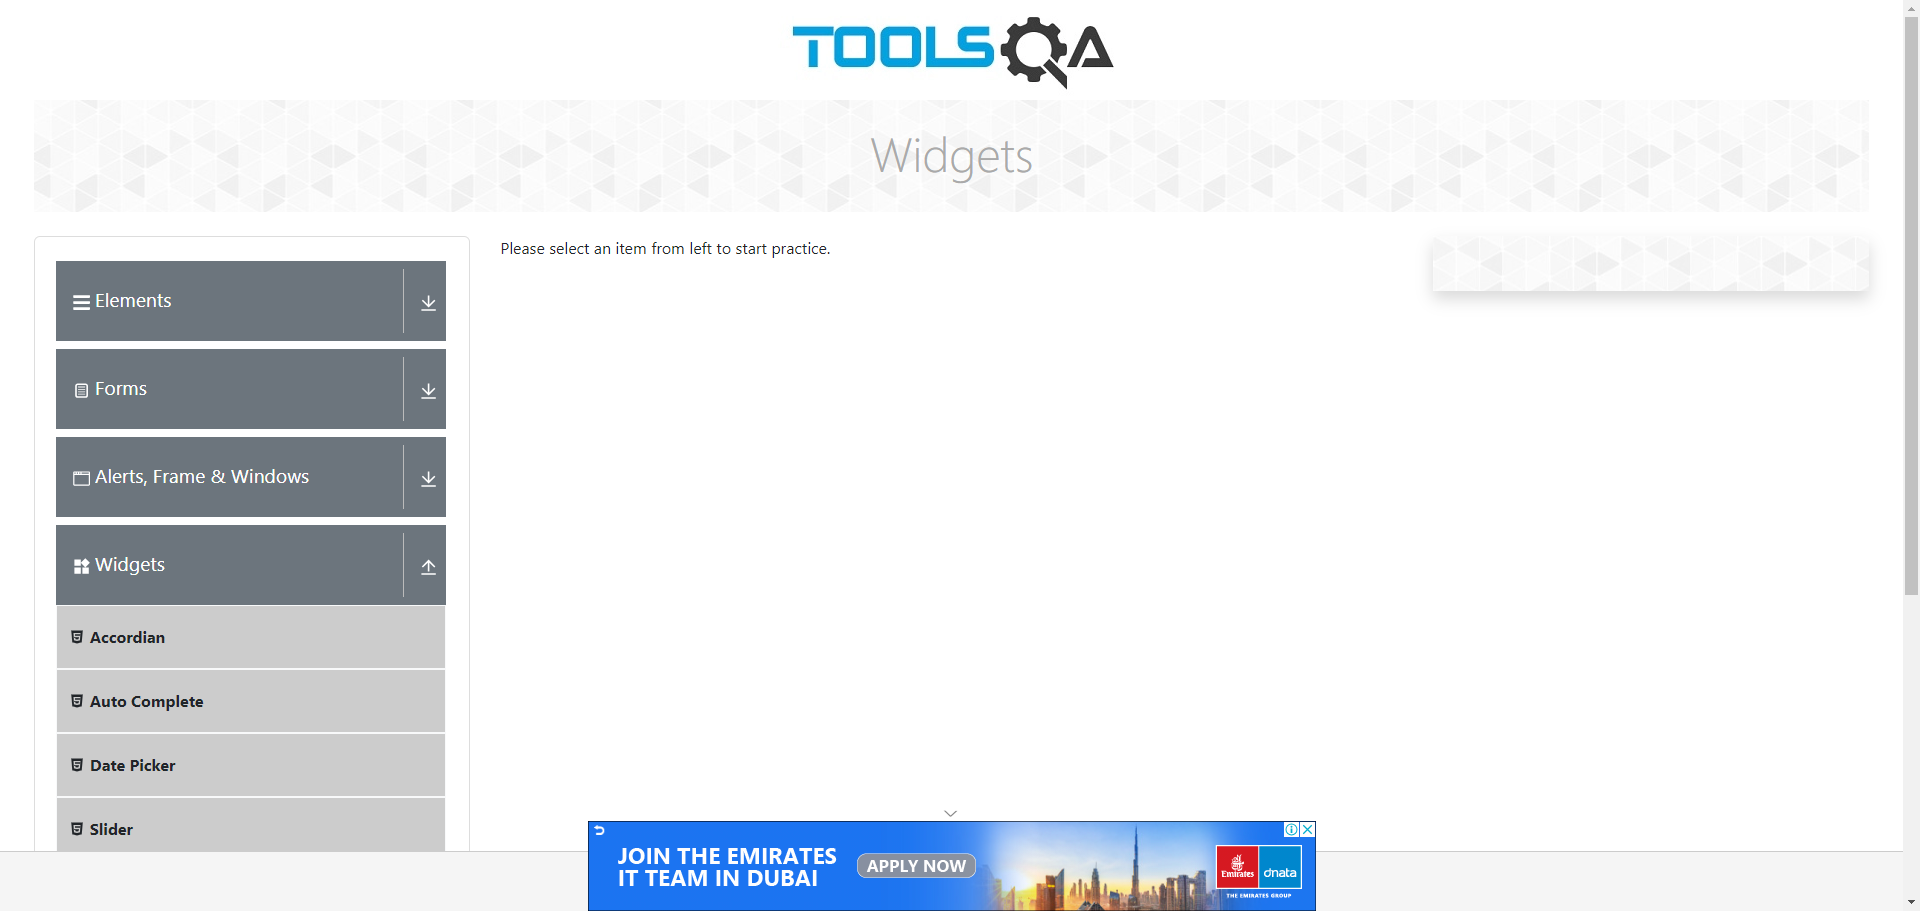 TOOLSQA
Widgets
Elements
Forms
Alerts, Frame & Windows
Widgets
Accordian
Auto Complete
Date Picker
Slider
Please select an item from left to start practice.
JOIN THE EMIRATES
IT TEAM IN DUBAI
APPLY NOW
Emirates
dnata
THE EMIRATES GROUP